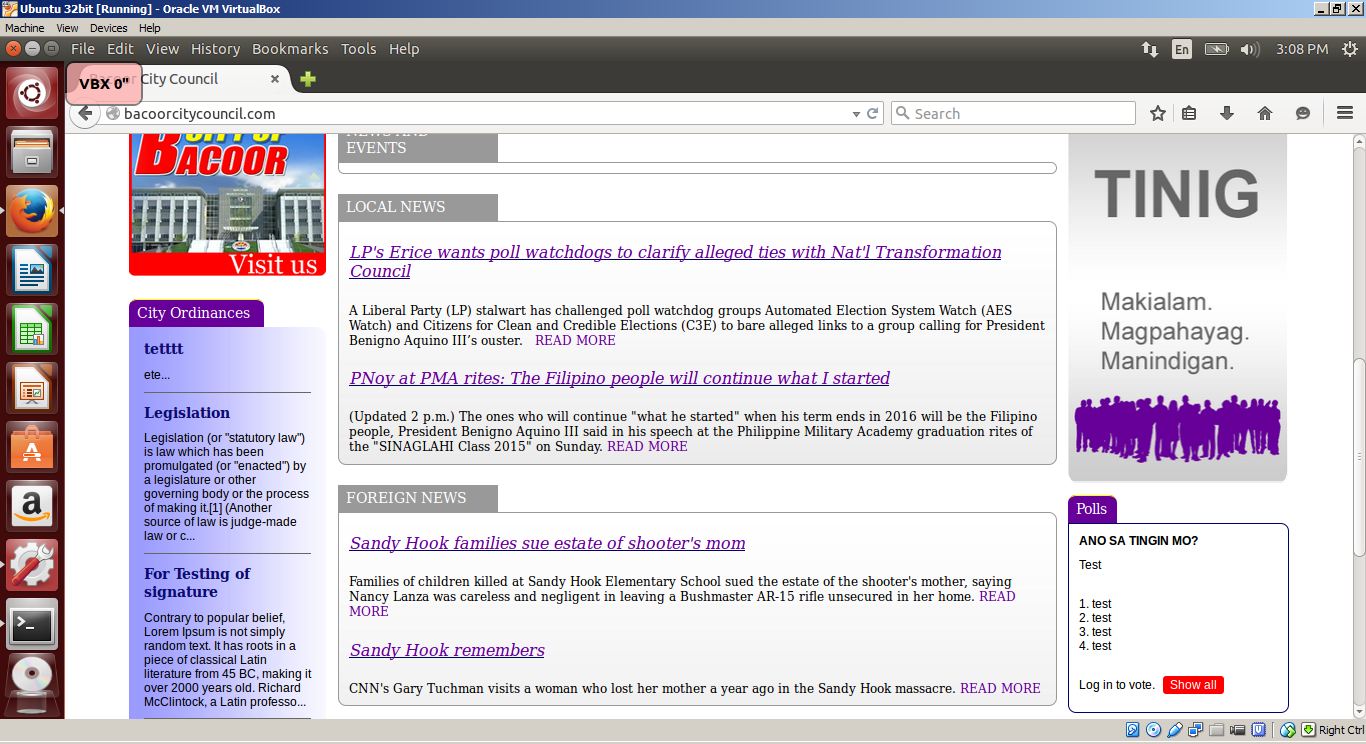 Ubuntu 32bit [Running] - Oracle VM VirtualBox
Machine View Devices Help
File Edit View History Bookmarks Tools Help
En
3:08 PM
VBX 0"
City Council
bacoorcitycouncil.com
Search
CITY OF
BACOOR
Visit us
City Ordinances
tetttt
ete...
Legislation
Legislation (or "statutory law")
is law which has been
promulgated (or "enacted") by
a legislature or other
governing body or the process
of making it.[1] (Another
source of law is judge-made
law or c...
For Testing of
signature
Contrary to popular belief,
Lorem Ipsum is not simply
random text. It has roots in a
piece of classical Latin
literature from 45 BC, making it
over 2000 years old. Richard
McClintock, a Latin professo...
NEWS AND
EVENTS
LOCAL NEWS
LP's Erice wants poll watchdogs to clarify alleged ties with Nat'l Transformation
Council
A Liberal Party (LP) stalwart has challenged poll watchdog groups Automated Election System Watch (AES
Watch) and Citizens for Clean and Credible Elections (C3E) to bare alleged links to a group calling for President
Benigno Aquino III’s ouster. READ MORE
PNoy at PMA rites: The Filipino people will continue what I started
(Updated 2 p.m.) The ones who will continue "what he started" when his term ends in 2016 will be the Filipino
people, President Benigno Aquino III said in his speech at the Philippine Military Academy graduation rites of
the "SINAGLAHI Class 2015" on Sunday. READ MORE
FOREIGN NEWS
Sandy Hook families sue estate of shooter's mom
Families of children killed at Sandy Hook Elementary School sued the estate of the shooter's mother, saying
Nancy Lanza was careless and negligent in leaving a Bushmaster AR-15 rifle unsecured in her home. READ
MORE
Sandy Hook remembers
CNN's Gary Tuchman visits a woman who lost her mother a year ago in the Sandy Hook massacre. READ MORE
TINIG
Makialam.
Magpahayag.
Manindigan.
Polls
ANO SA TINGIN MO?
Test
1. test
2. test
3. test
4. test
Log in to vote. Show all
Right Ctrl